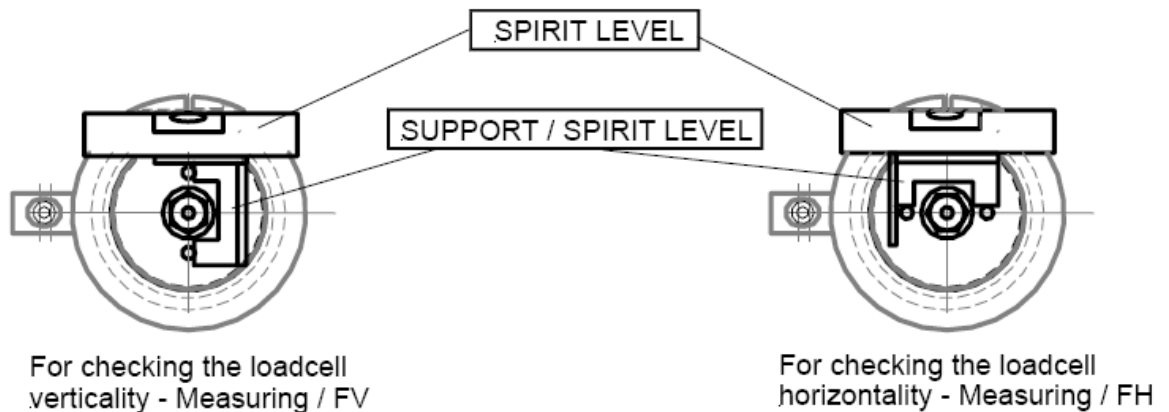 SPIRIT LEVEL
SUPPORT / SPIRIT LEVEL
For checking the loadcell
verticality - Measuring / FV
For checking the loadcell
horizontality - Measuring / FH